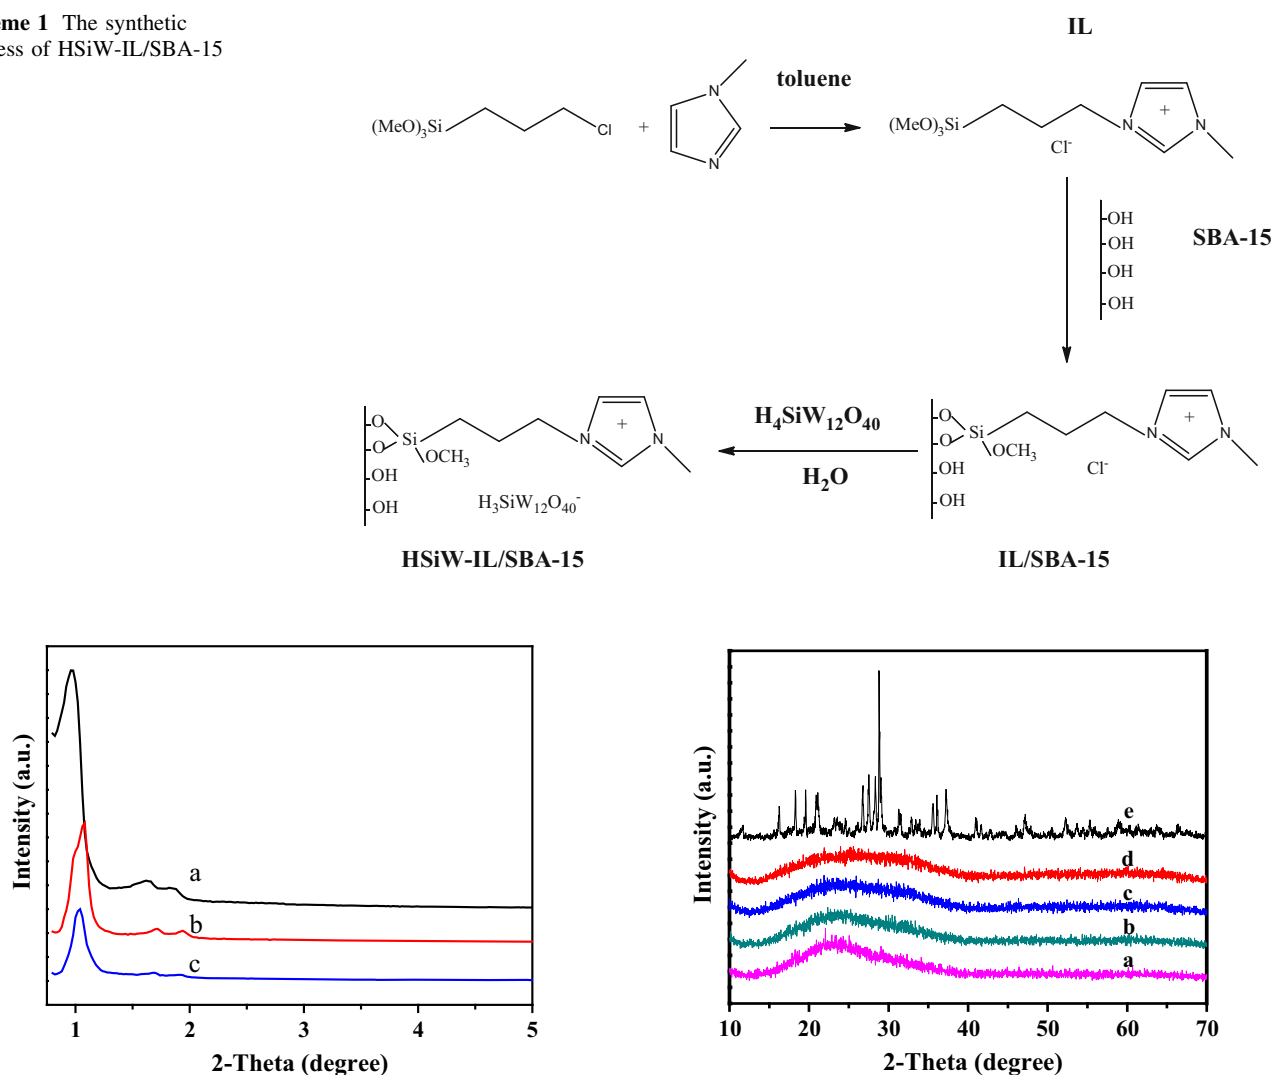 eme 1 The synthetic
ess of HSiW-IL/SBA-15
IL
toluene
(MeO)3Si
Cl
+
N
N
(MeO)3Si
N
+
N
Cl-
OH
OH
OH
OH
SBA-15
O
O
Si
OCH3
OH
OH
N
+
N
H3SiW12O40-
HSiW-IL/SBA-15
H4SiW12O40
H2O
O
O
Si
OCH3
OH
OH
N
+
N
Cl-
IL/SBA-15
Intensity (a.u.)
a
b
c
1 2 3 4 5
2-Theta (degree)
Intensity (a.u.)
e
d
c
b
a
10 20 30 40 50 60 70
2-Theta (degree)